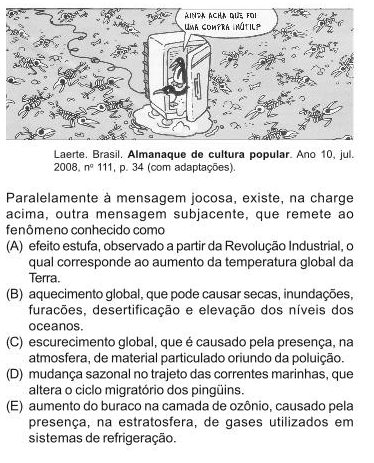 AINDA ACHA QUE FOI
UMA COMPRA INÚTIL?
Laerte. Brasil. Almanaque de cultura popular. Ano 10, jul.
2008, nº 111, p. 34 (com adaptações).
Paralelamente à mensagem jocosa, existe, na charge
acima, outra mensagem subjacente, que remete ao
fenômeno conhecido como
(A) efeito estufa, observado a partir da Revolução Industrial, o
qual corresponde ao aumento da temperatura global da
Terra.
(B) aquecimento global, que pode causar secas, inundações,
furacões, desertificação e elevação dos níveis dos
oceanos.
(C) escurecimento global, que é causado pela presença, na
atmosfera, de material particulado oriundo da poluição.
(D) mudança sazonal no trajeto das correntes marinhas, que
altera o ciclo migratório dos pingüins.
(E) aumento do buraco na camada de ozônio, causado pela
presença, na estratosfera, de gases utilizados em
sistemas de refrigeração.